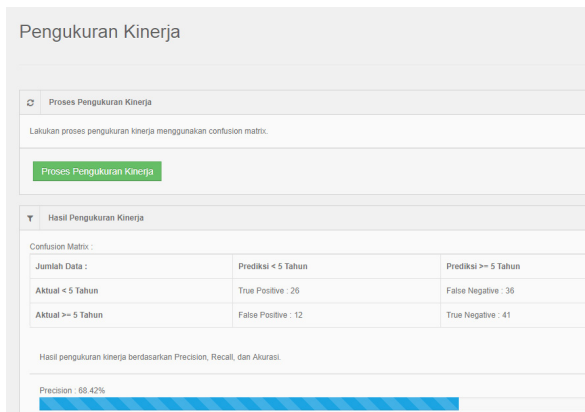 Pengukuran Kinerja
Proses Pengukuran Kinerja
Lakukan proses pengukuran kinerja menggunakan confusion matrix.
Proses Pengukuran Kinerja
Hasil Pengukuran Kinerja
Confusion Matrix :
Jumlah Data : Prediksi < 5 Tahun Prediksi >= 5 Tahun
Aktual < 5 Tahun True Positive : 26 False Negative : 36
Aktual >= 5 Tahun False Positive : 12 True Negative : 41
Hasil pengukuran kinerja berdasarkan Precision, Recall, dan Akurasi.
Precision : 68.42%